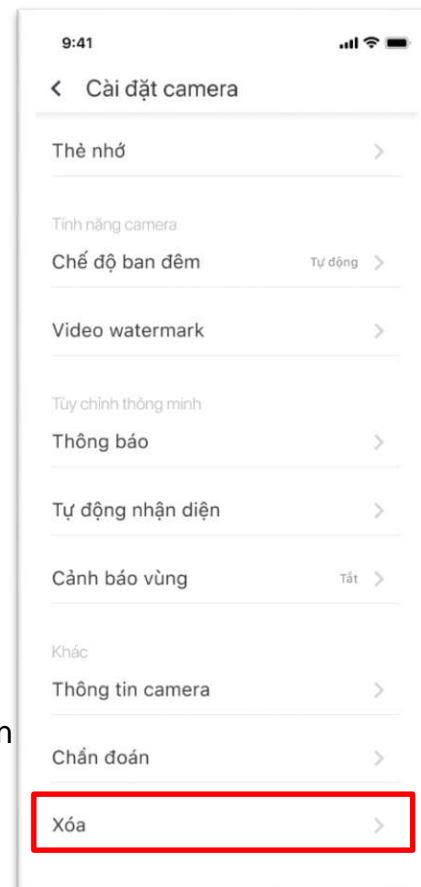 9:41
Cài đặt camera
Thẻ nhớ
Tính năng camera
Chế độ ban đêm Tự động
Video watermark
Tùy chỉnh thông minh
Thông báo
Tự động nhận diện
Cảnh báo vùng Tắt
Khác
Thông tin camera
Chẩn đoán
Xóa